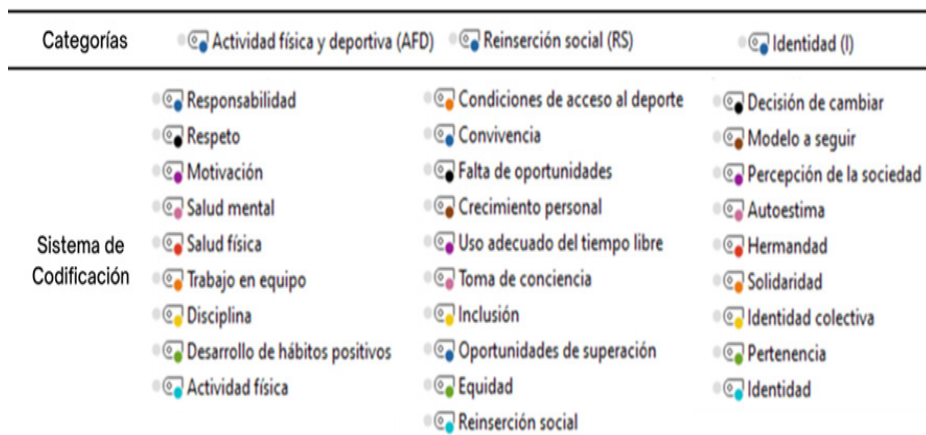 Categorías Actividad física y deportiva (AFD) Reinserción social (RS) Identidad (I)
Responsabilidad Condiciones de acceso al deporte Decisión de cambiar
Respeto Convivencia Modelo a seguir
Motivación Falta de oportunidades Percepción de la sociedad
Salud mental Crecimiento personal Autoestima
Sistema de Codificación Salud física Uso adecuado del tiempo libre Hermandad
Trabajo en equipo Toma de conciencia Solidaridad
Disciplina Inclusión Identidad colectiva
Desarrollo de hábitos positivos Oportunidades de superación Pertenencia
Actividad física Equidad Identidad
Reinserción social